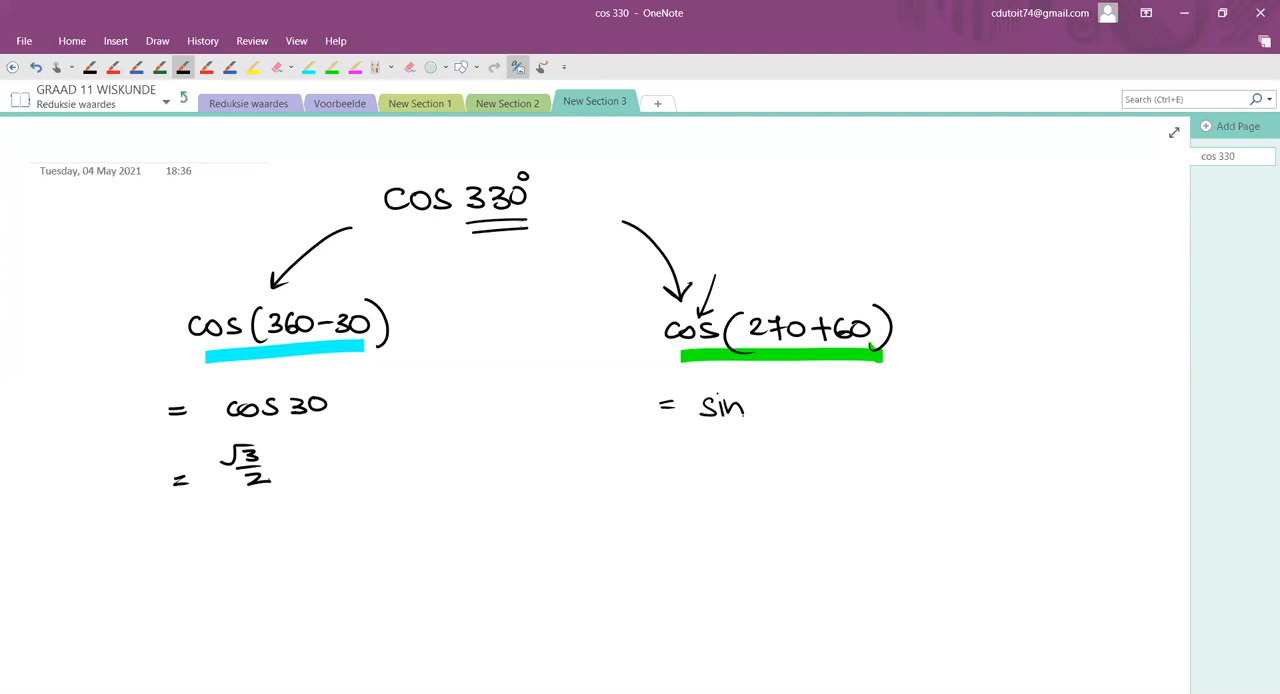 cos 330 - OneNote
cdutoit74@gmail.com
File Home Insert Draw History Review View Help
GRAAD 11 WISKUNDE
Reduksie waardes
Reduksie waardes Voorbeelde New Section 1 New Section 2 New Section 3 +
Search (Ctrl+E)
Add Page
cos 330
Tuesday, 04 May 2021 18:36
cos 330°
cos(360-30)
cos(270+60)
= cos 30
= sin
= √3/2